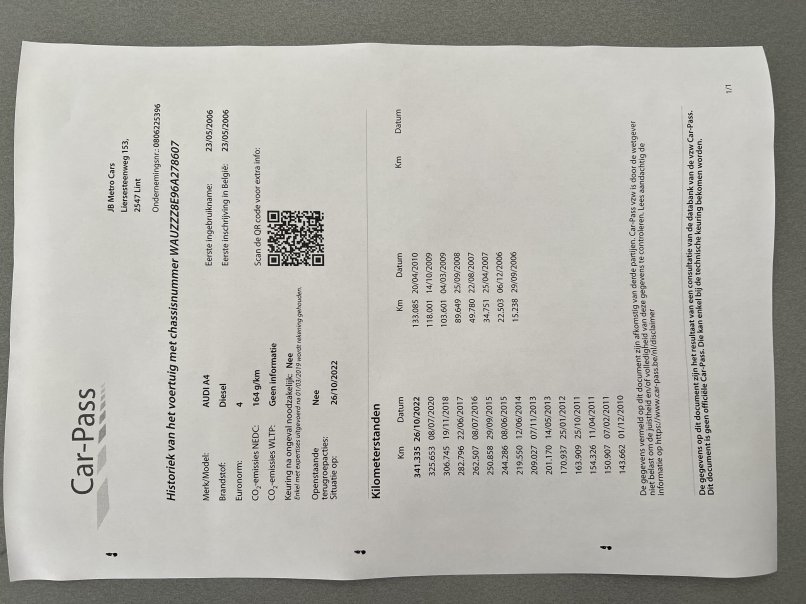 Car-Pass
JB Metro Cars
Liersesteenweg 153,
2547 Lint
Ondernemingsnr.: 0806225396
Historiek van het voertuig met chassisnummer WAUZZZ8E96A278607
Merk/Model: AUDI A4
Brandstof: Diesel
Euronorm: 4
CO2-emissies NEDC: 164 g/km
CO2-emissies WLTP: Geen informatie
Keuring na ongeval noodzakelijk: Nee
Enkel met expertises uitgevoerd na 01/03/2019 wordt rekening gehouden.
Openstaande Nee
terugroepacties:
Situatie op: 26/10/2022
Eerste ingebruikname: 23/05/2006
Eerste inschrijving in België: 23/05/2006
Scan de QR code voor extra info:
Kilometerstanden
Km Datum
341.335 26/10/2022
325.653 08/07/2020
306.745 19/11/2018
282.796 22/06/2017
262.507 08/07/2016
250.858 29/09/2015
244.286 08/06/2015
219.550 12/06/2014
209.027 07/11/2013
201.170 14/05/2013
170.937 25/01/2012
163.909 25/10/2011
154.326 11/04/2011
150.907 07/02/2011
143.662 01/12/2010
Km Datum
133.085 20/04/2010
118.001 14/10/2009
103.601 04/03/2009
89.649 25/09/2008
49.780 22/08/2007
34.751 25/04/2007
22.503 06/12/2006
15.238 29/09/2006
Km Datum
De gegevens vermeld op dit document zijn afkomstig van derde partijen. Car-Pass vzw is door de wetgever
niet belast om de juistheid en/of volledigheid van deze gegevens te controleren. Lees aandachtig de
informatie op https://www.car-pass.be/nl/disclaimer
De gegevens op dit document zijn het resultaat van een consultatie van de databank van de vzw Car-Pass.
Dit document is geen officiële Car-Pass. Die kan enkel bij de technische keuring bekomen worden.
1/1